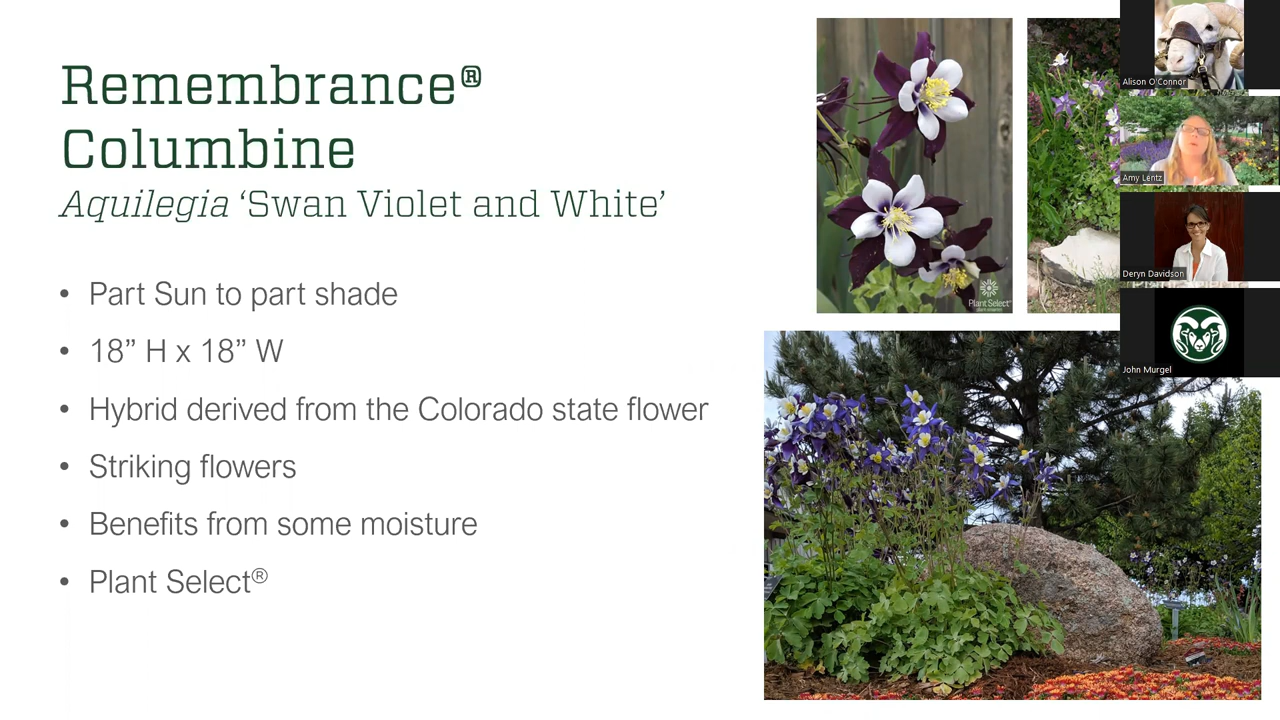 Remembrance®
Columbine
Aquilegia ‘Swan Violet and White’
• Part Sun to part shade
• 18” H x 18” W
• Hybrid derived from the Colorado state flower
• Striking flowers
• Benefits from some moisture
• Plant Select®
Plant Select®
Alison O'Connor
Amy Lentz
Deryn Davidson
John Murgel